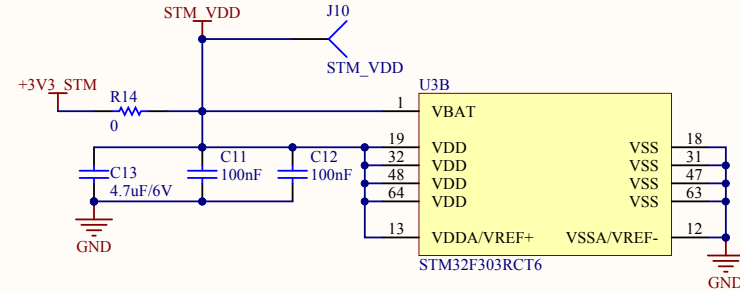 STM_VDD
J10
STM_VDD
+3V3_STM
R14
0
U3B
1 VBAT
19 VDD VSS 18
32 VDD VSS 31
48 VDD VSS 47
64 VDD VSS 63
13 VDDA/VREF+ VSSA/VREF- 12
STM32F303RCT6
C13
4.7uF/6V
C11
100nF
C12
100nF
GND
GND